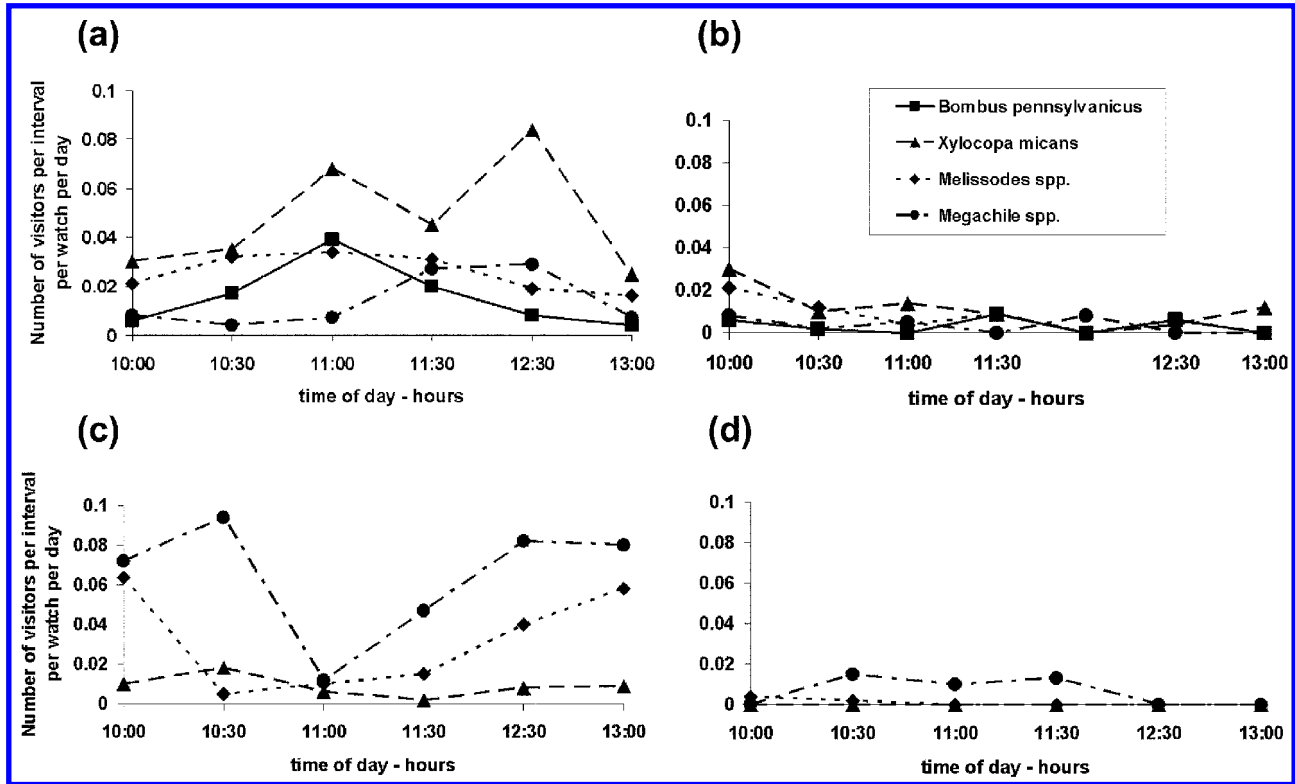 (a)
Number of visitors per interval
per watch per day
0.1
0.08
0.06
0.04
0.02
0
10:00 10:30 11:00 11:30 12:30 13:00
time of day - hours
(b)
Bombus pennsylvanicus
Xylocopa micans
Melissodes spp.
Megachile spp.
0.1
0.08
0.06
0.04
0.02
0
10:00 10:30 11:00 11:30 12:30 13:00
time of day - hours
(c)
Number of visitors per interval
per watch per day
0.1
0.08
0.06
0.04
0.02
0
10:00 10:30 11:00 11:30 12:30 13:00
time of day - hours
(d)
0.1
0.08
0.06
0.04
0.02
0
10:00 10:30 11:00 11:30 12:30 13:00
time of day - hours